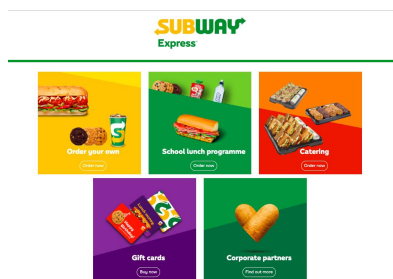 SUBWAY
Express
Order your own
Order now
School lunch programme
Order now
Catering
Order now
Gift cards
Buy now
Corporate partners
Find out more